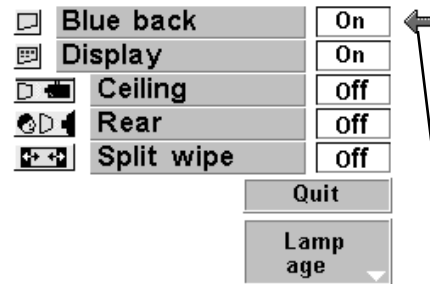 Blue back On
Display On
Ceiling Off
Rear Off
Split wipe Off
Quit
Lamp
age